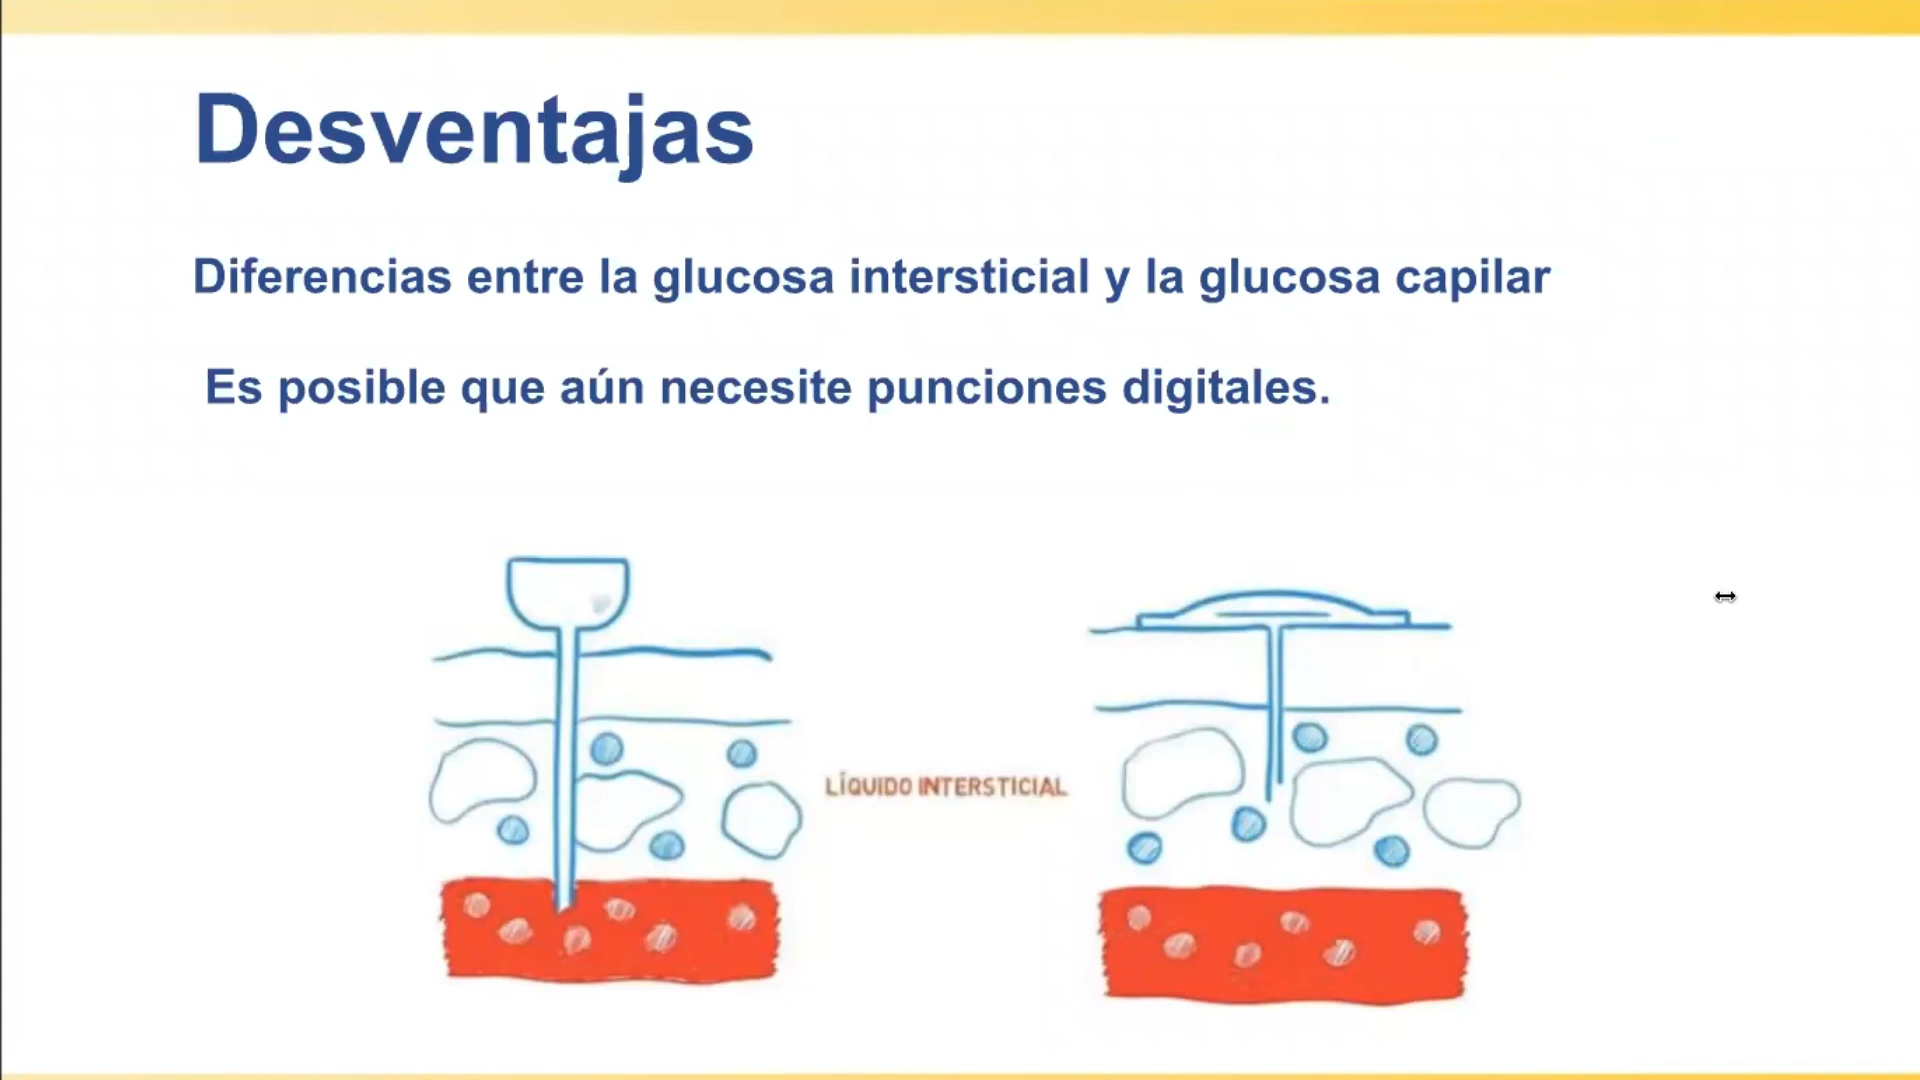 Desventajas
Diferencias entre la glucosa intersticial y la glucosa capilar
Es posible que aún necesite punciones digitales.
LÍQUIDO INTERSTICIAL